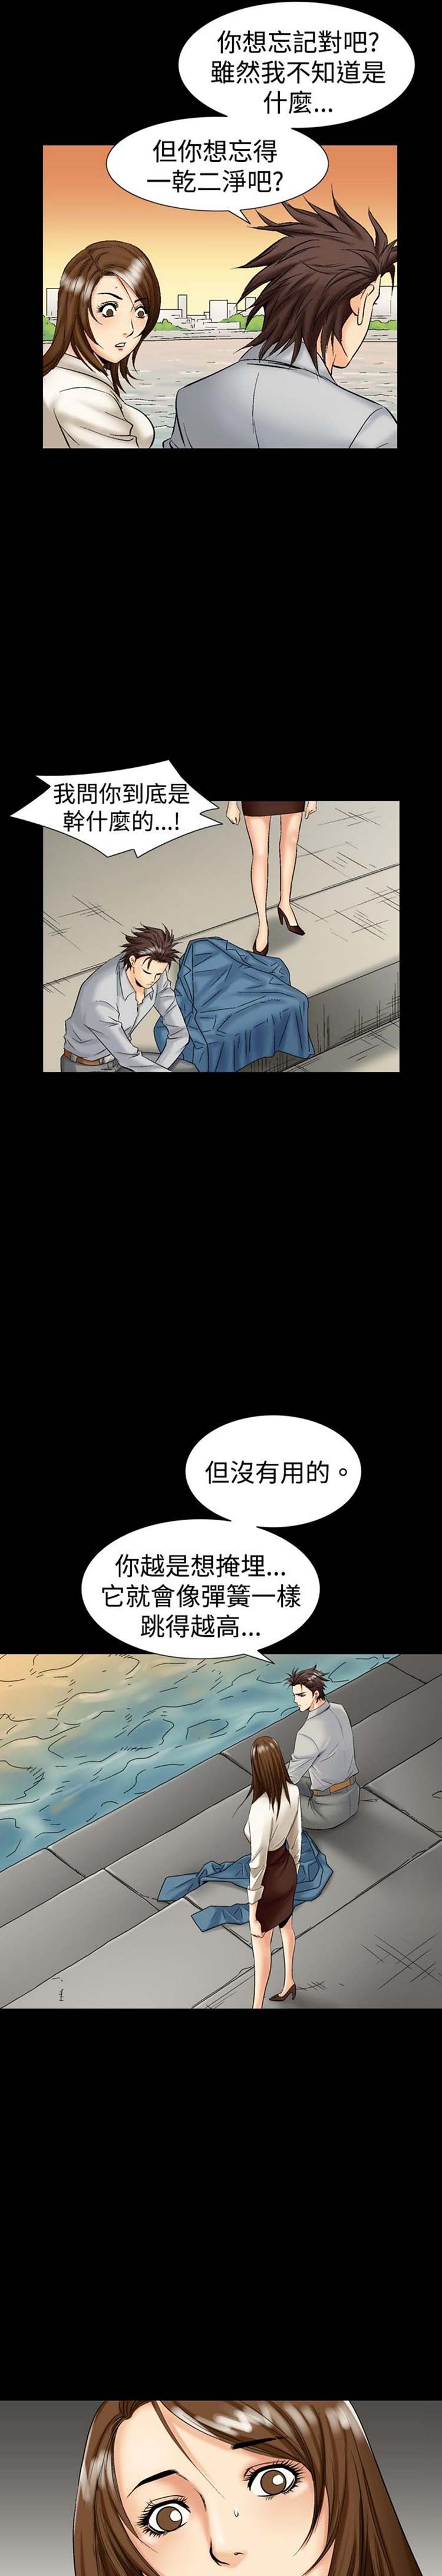 你想忘記對吧?
雖然我不知道是
什麼...
但你想忘得
一乾二淨吧?
我問你到底是
幹什麼的...!
但沒有用的。
你越是想掩埋...
它就會像彈簧一樣
跳得越高...